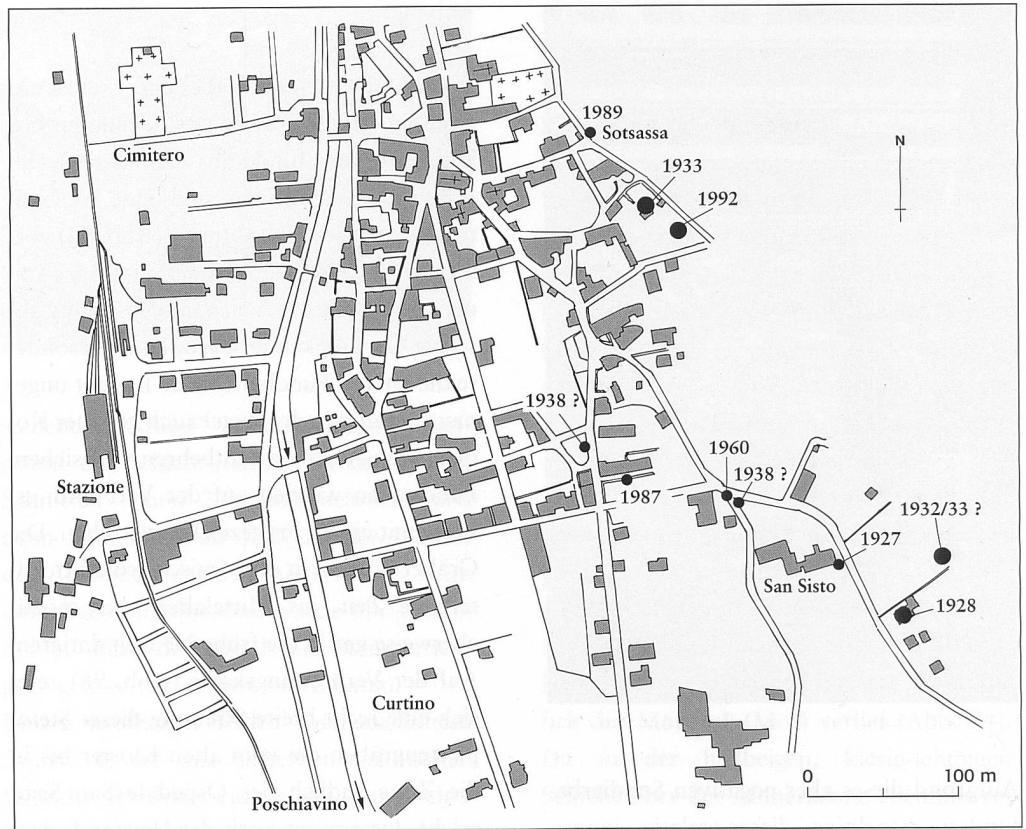 1989
Sotsassa
Cimitero
1933
N
1992
1938 ?
1960
1938 ?
Stazione
1987
1932/33 ?
1927
San Sisto
1928
Curtino
0 100 m
Poschiavino